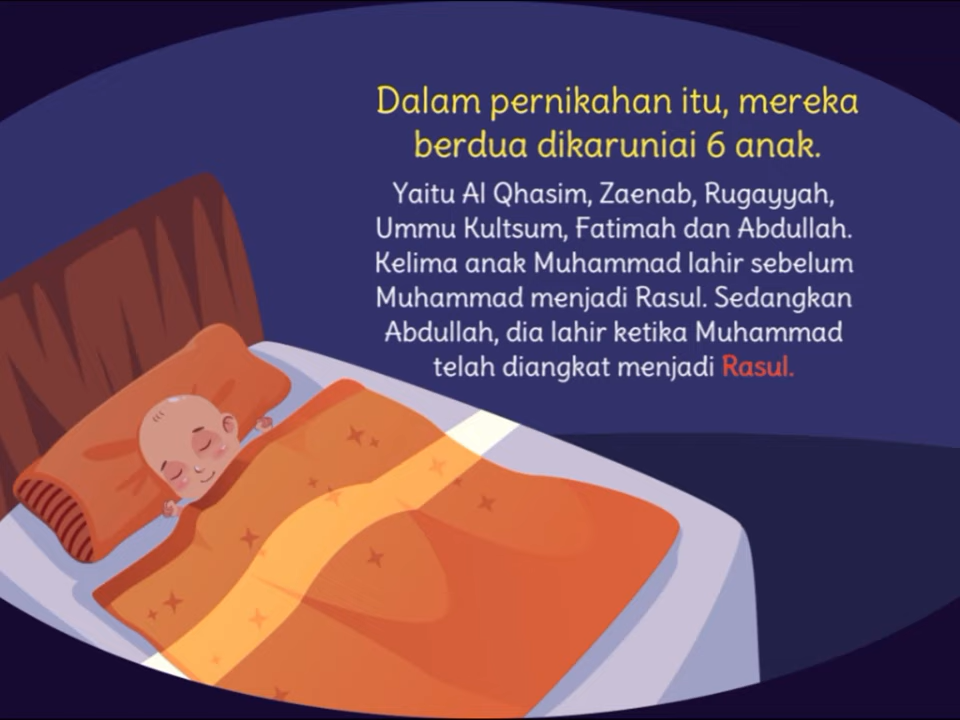 Dalam pernikahan itu, mereka
berdua dikaruniai 6 anak.
Yaitu Al Qhasim, Zaenab, Rugayyah,
Ummu Kultsum, Fatimah dan Abdullah.
Kelima anak Muhammad lahir sebelum
Muhammad menjadi Rasul. Sedangkan
Abdullah, dia lahir ketika Muhammad
telah diangkat menjadi Rasul.